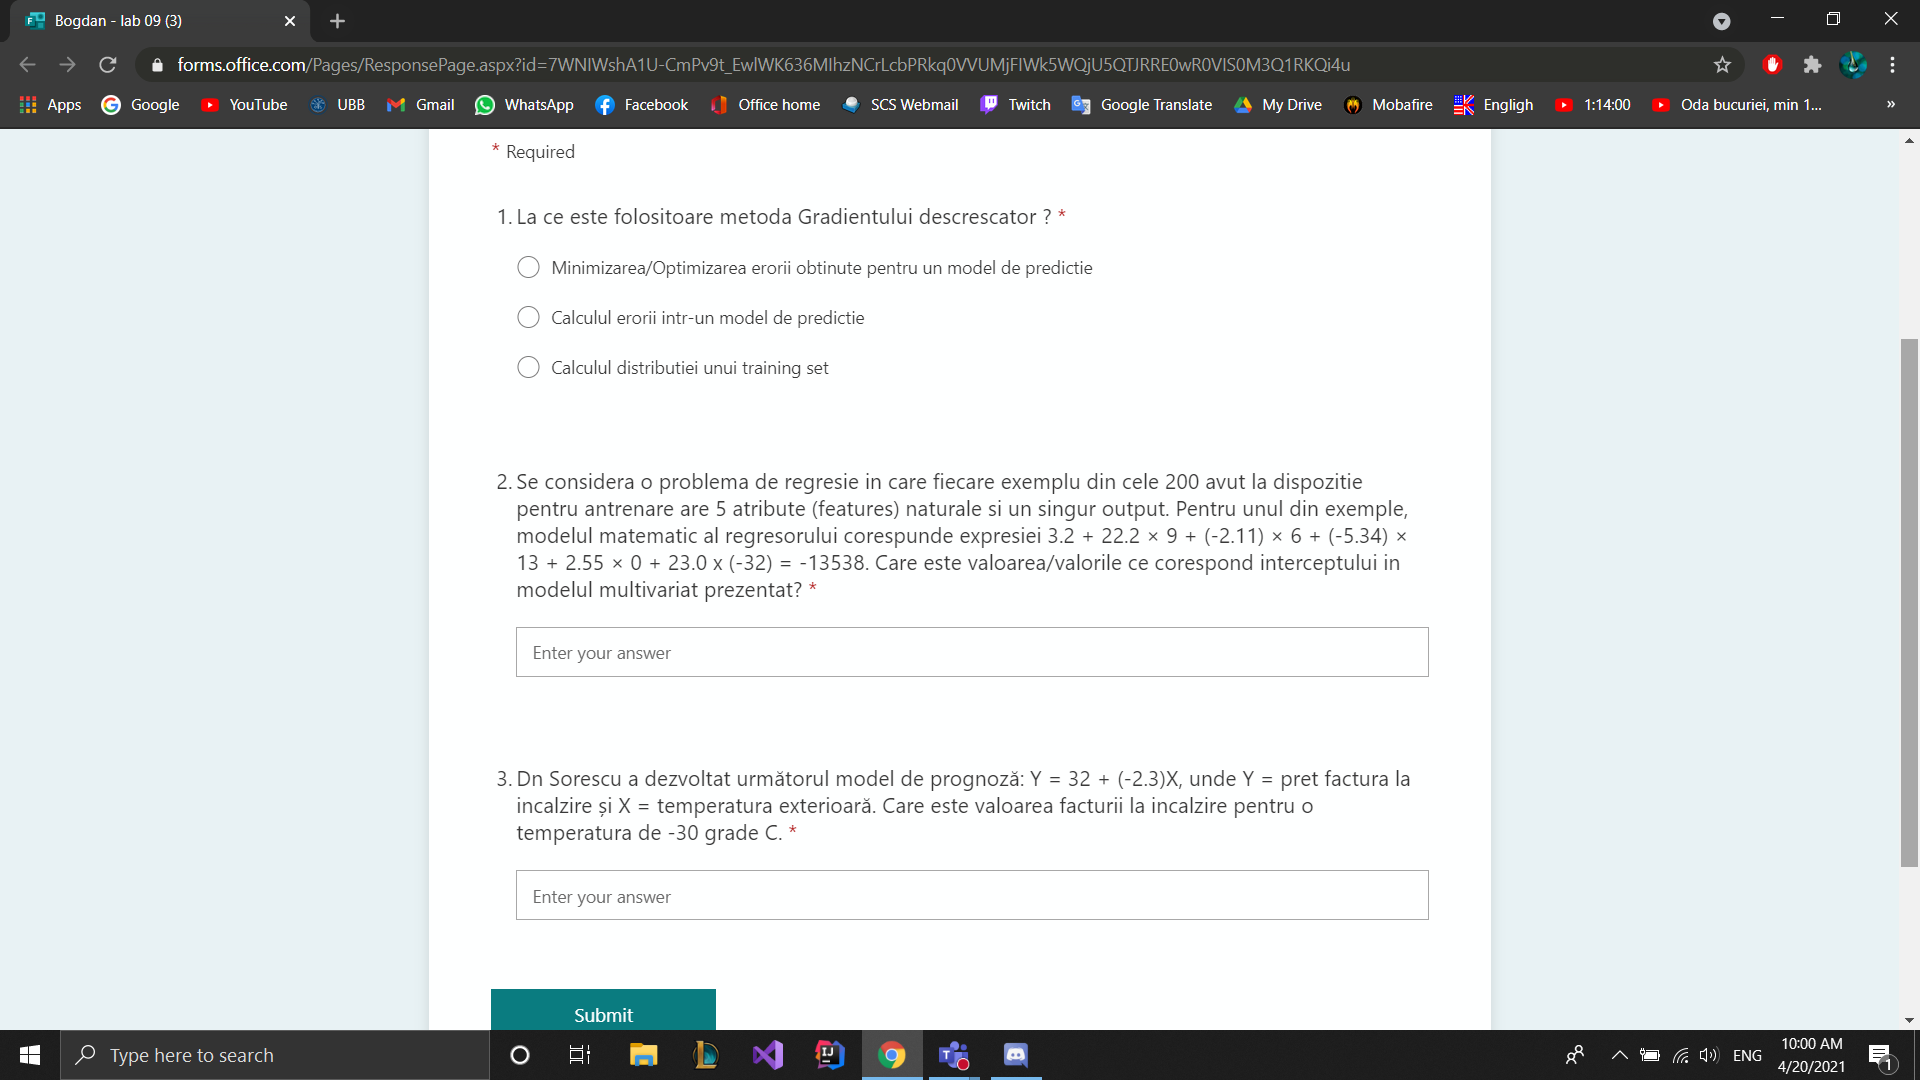 Bogdan - lab 09 (3)
forms.office.com/Pages/ResponsePage.aspx?id=7WNIWshA1U-CmPv9t_EwlWK636MIhzNCrLcbPRkq0VVUMjFIWk5WQjU5QTJRRE0wR0VIS0M3Q1RKQi4u
Apps Google YouTube UBB Gmail WhatsApp Facebook Office home SCS Webmail Twitch Google Translate My Drive Mobafire Engligh 1:14:00 Oda bucuriei, min 1... »
* Required
1. La ce este folositoare metoda Gradientului descrescator ? *
Minimizarea/Optimizarea erorii obtinute pentru un model de predictie
Calculul erorii intr-un model de predictie
Calculul distributiei unui training set
2. Se considera o problema de regresie in care fiecare exemplu din cele 200 avut la dispozitie
pentru antrenare are 5 atribute (features) naturale si un singur output. Pentru unul din exemple,
modelul matematic al regresorului corespunde expresiei 3.2 + 22.2 × 9 + (-2.11) × 6 + (-5.34) ×
13 + 2.55 × 0 + 23.0 x (-32) = -13538. Care este valoarea/valorile ce corespond interceptului in
modelul multivariat prezentat? *
Enter your answer
3. Dn Sorescu a dezvoltat următorul model de prognoză: Y = 32 + (-2.3)X, unde Y = pret factura la
incalzire și X = temperatura exterioară. Care este valoarea facturii la incalzire pentru o
temperatura de -30 grade C. *
Enter your answer
Submit
Type here to search
ENG
10:00 AM
4/20/2021
1